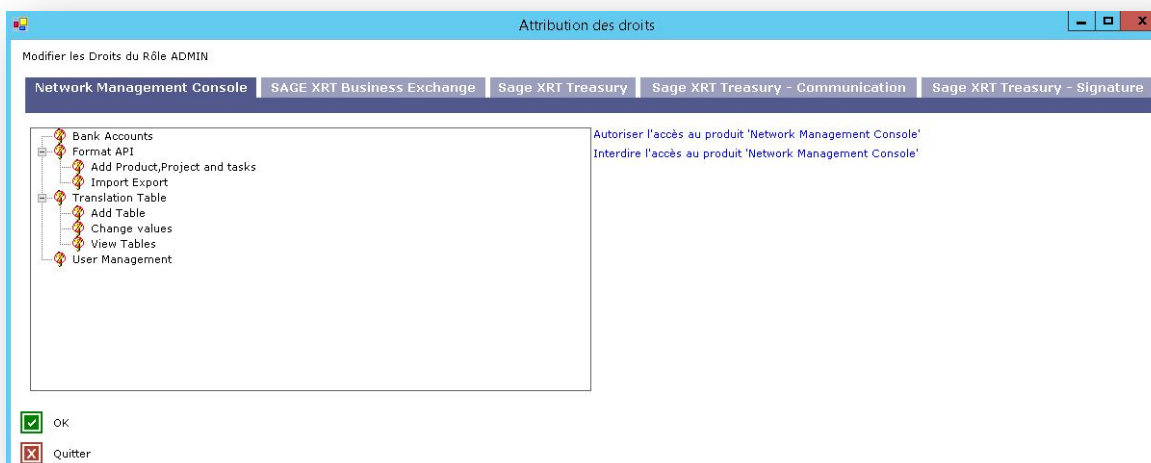 Attribution des droits
Modifier les Droits du Rôle ADMIN
Network Management Console SAGE XRT Business Exchange Sage XRT Treasury Sage XRT Treasury - Communication Sage XRT Treasury - Signature
Bank Accounts
Format API
Add Product,Project and tasks
Import Export
Translation Table
Add Table
Change values
View Tables
User Management
Autoriser l'accès au produit 'Network Management Console'
Interdire l'accès au produit 'Network Management Console'
OK
Quitter